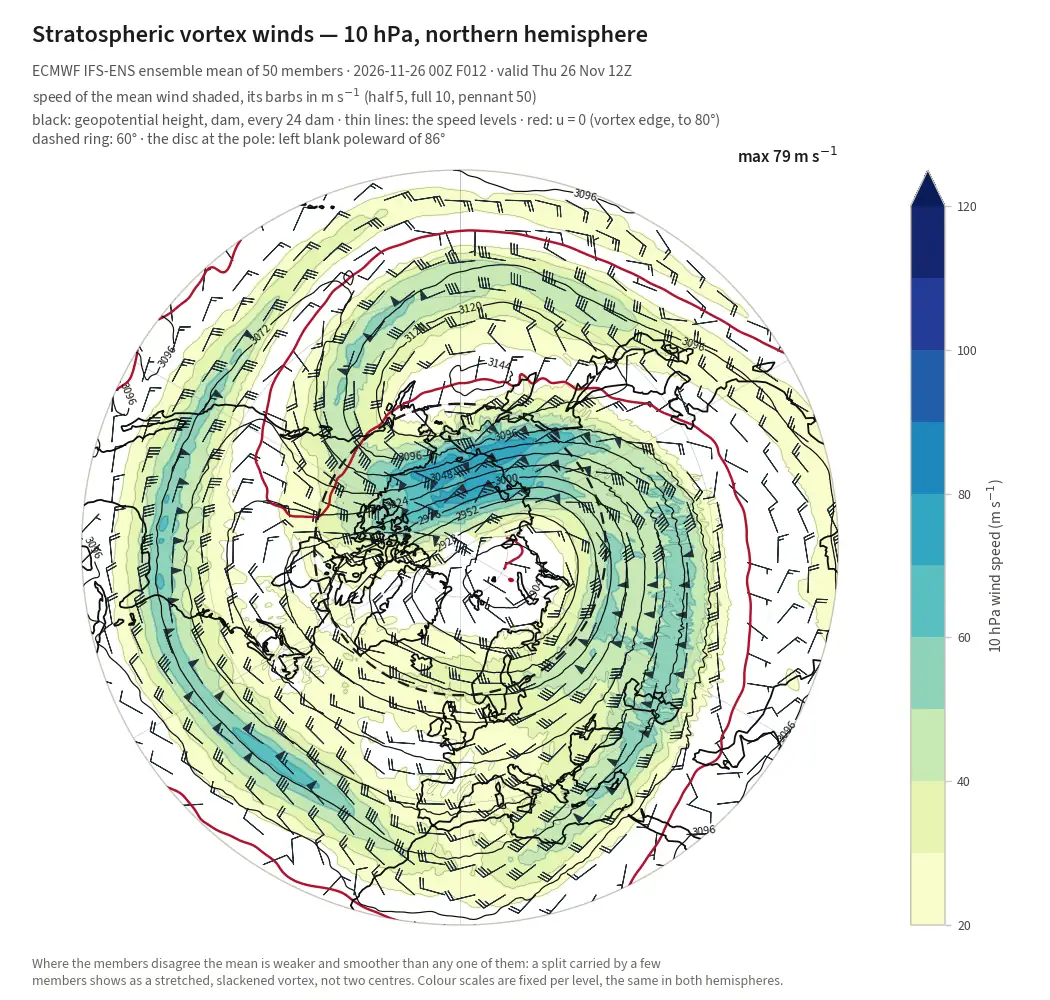 Stratospheric vortex winds — 10 hPa, northern hemisphere
ECMWF IFS-ENS ensemble mean of 50 members · 2026-11-26 00Z F012 · valid Thu 26 Nov 12Z
speed of the mean wind shaded, its barbs in m s⁻¹ (half 5, full 10, pennant 50)
black: geopotential height, dam, every 24 dam · thin lines: the speed levels · red: u = 0 (vortex edge, to 80°)
dashed ring: 60° · the disc at the pole: left blank poleward of 86°
max 79 m s⁻¹
3096
3120
3072
3096
3096
3144
3096
3096
3096
3048
3000
2952
3096
3096
3096
120
100
80
60
40
20
10 hPa wind speed (m s⁻¹)
Where the members disagree the mean is weaker and smoother than any one of them: a split carried by a few
members shows as a stretched, slackened vortex, not two centres. Colour scales are fixed per level, the same in both hemispheres.